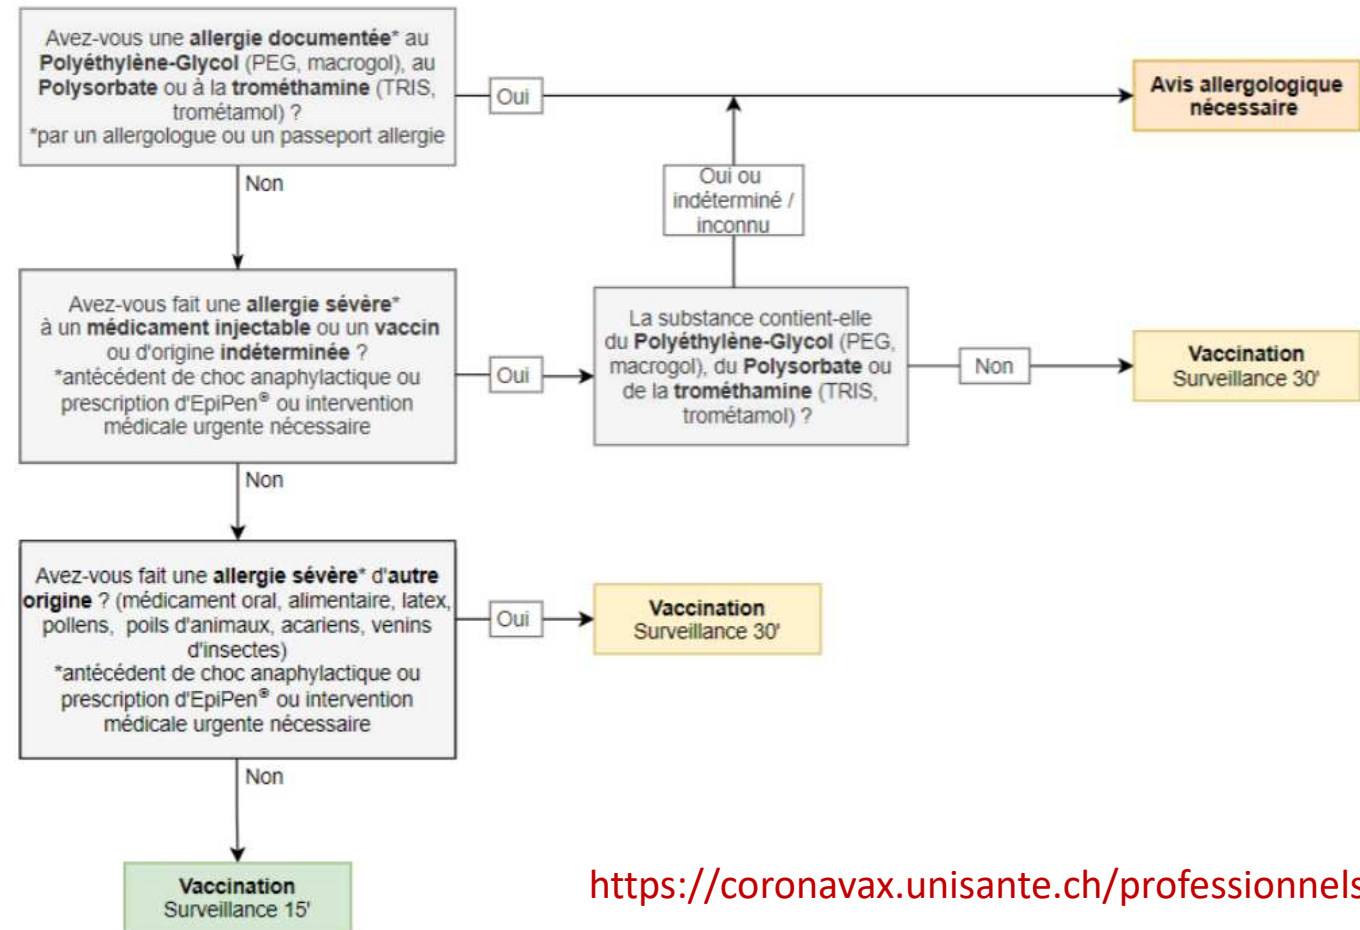 Avez-vous une allergie documentée* au
Polyéthylène-Glycol (PEG, macrogol), au
Polysorbate ou à la trométhamine (TRIS,
trométamol) ?
*par un allergologue ou un passeport allergie
Oui
Avis allergologique
nécessaire
Non
Oui ou
indéterminé /
inconnu
Avez-vous fait une allergie sévère*
à un médicament injectable ou un vaccin
ou d'origine indéterminée ?
*antécédent de choc anaphylactique ou
prescription d'EpiPen® ou intervention
médicale urgente nécessaire
Oui
La substance contient-elle
du Polyéthylène-Glycol (PEG,
macrogol), du Polysorbate ou
de la trométhamine (TRIS,
trométamol) ?
Non
Vaccination
Surveillance 30'
Non
Avez-vous fait une allergie sévère* d'autre
origine ? (médicament oral, alimentaire, latex,
pollens, poils d'animaux, acariens, venins
d'insectes)
*antécédent de choc anaphylactique ou
prescription d'EpiPen® ou intervention
médicale urgente nécessaire
Oui
Vaccination
Surveillance 30'
Non
Vaccination
Surveillance 15'
https://coronavax.unisante.ch/professionnels